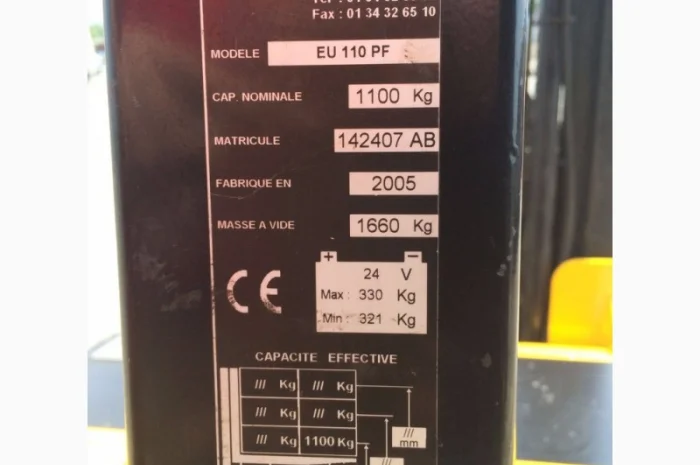 Fax : 01 34 32 65 10
MODELE EU 110 PF
CAP. NOMINALE 1100 Kg
MATRICULE 142407 AB
FABRIQUE EN 2005
MASSE A VIDE 1660 Kg
+ −
24 V
Max : 330 Kg
Min : 321 Kg
CE
CAPACITE EFFECTIVE
/// Kg /// Kg
/// Kg /// Kg
/// Kg 1100 Kg
///
mm
///